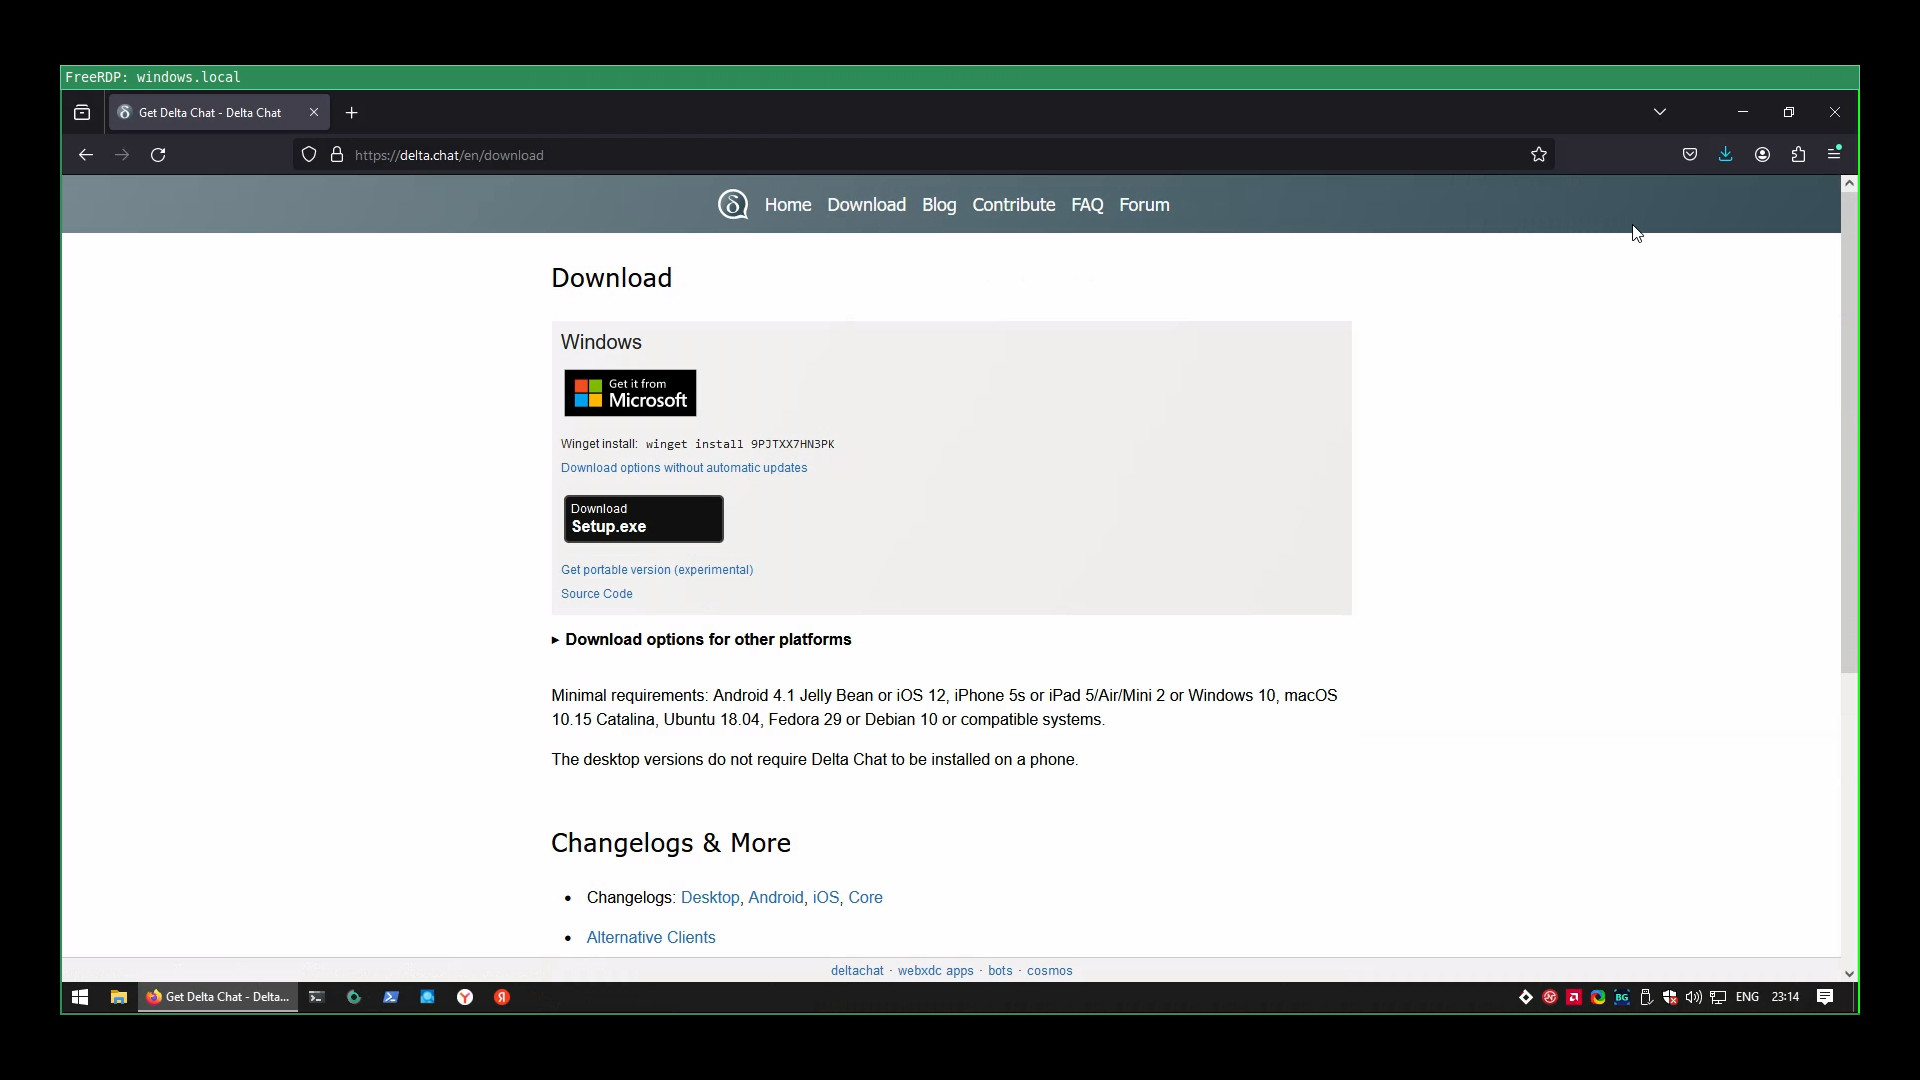 FreeRDP: windows.local
Get Delta Chat - Delta Chat
https://delta.chat/en/download
Home Download Blog Contribute FAQ Forum
Download
Windows
Get it from
Microsoft
Winget install: winget install 9PJTXX7HN3PK
Download options without automatic updates
Download
Setup.exe
Get portable version (experimental)
Source Code
▸ Download options for other platforms
Minimal requirements: Android 4.1 Jelly Bean or iOS 12, iPhone 5s or iPad 5/Air/Mini 2 or Windows 10, macOS
10.15 Catalina, Ubuntu 18.04, Fedora 29 or Debian 10 or compatible systems.
The desktop versions do not require Delta Chat to be installed on a phone.
Changelogs & More
• Changelogs: Desktop, Android, iOS, Core
• Alternative Clients
deltachat · webxdc apps · bots · cosmos
Get Delta Chat - Delta... Y Я BG ENG 23:14